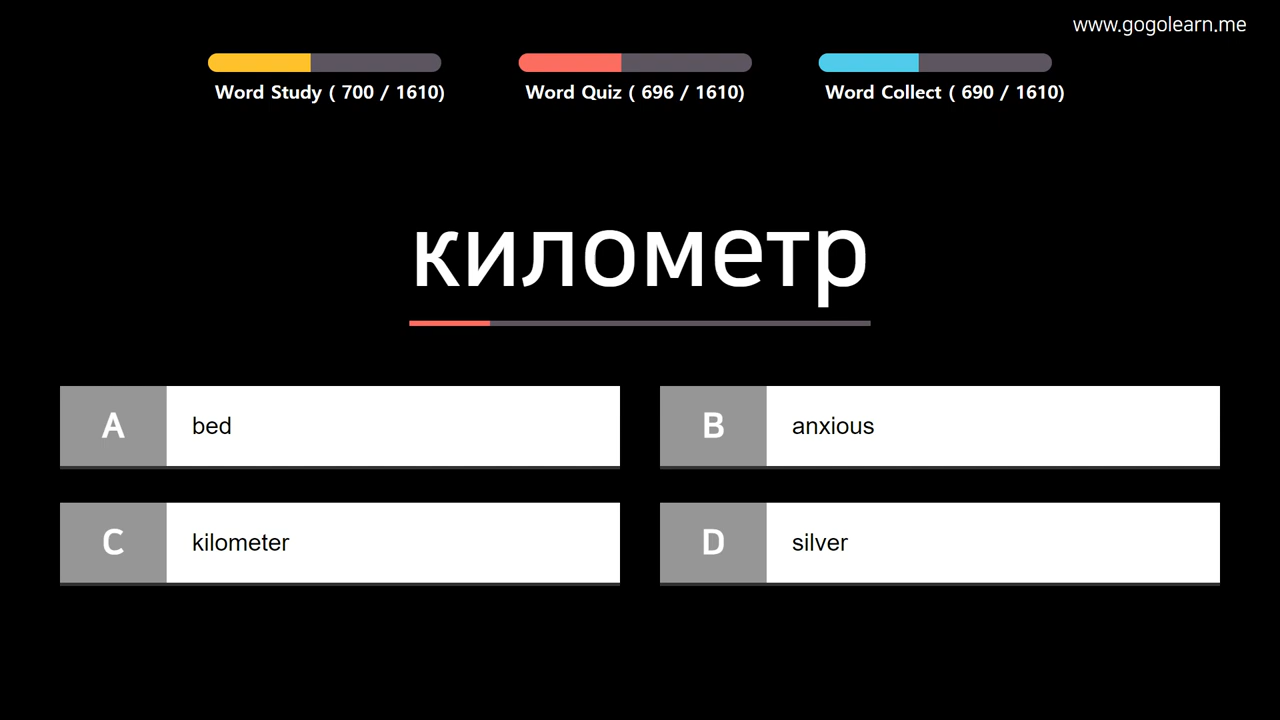 www.gogolearn.me
Word Study ( 700 / 1610)
Word Quiz ( 696 / 1610)
Word Collect ( 690 / 1610)
километр
A bed
B anxious
C kilometer
D silver